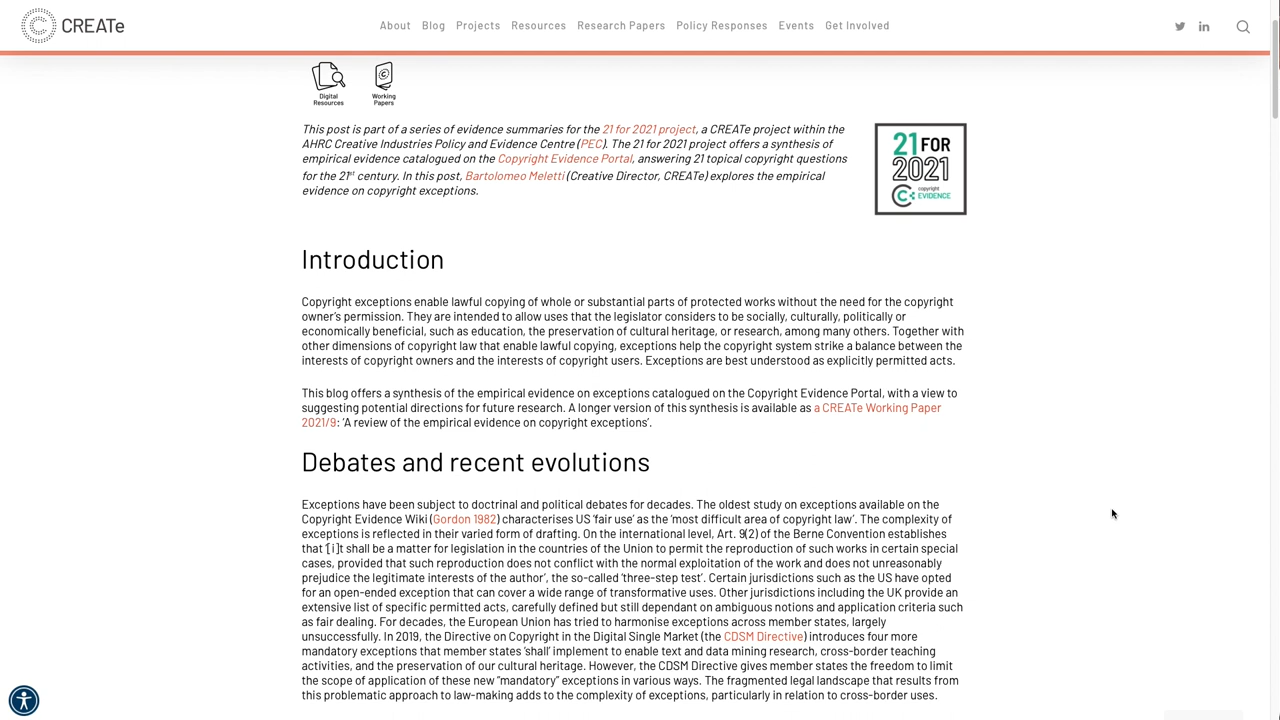 CREATe
About Blog Projects Resources Research Papers Policy Responses Events Get Involved
Digital Resources
Working Papers
This post is part of a series of evidence summaries for the 21 for 2021 project, a CREATe project within the
AHRC Creative Industries Policy and Evidence Centre (PEC). The 21 for 2021 project offers a synthesis of
empirical evidence catalogued on the Copyright Evidence Portal, answering 21 topical copyright questions
for the 21st century. In this post, Bartolomeo Meletti (Creative Director, CREATe) explores the empirical
evidence on copyright exceptions.
21 FOR
2021
copyright
EVIDENCE
Introduction
Copyright exceptions enable lawful copying of whole or substantial parts of protected works without the need for the copyright
owner's permission. They are intended to allow uses that the legislator considers to be socially, culturally, politically or
economically beneficial, such as education, the preservation of cultural heritage, or research, among many others. Together with
other dimensions of copyright law that enable lawful copying, exceptions help the copyright system strike a balance between the
interests of copyright owners and the interests of copyright users. Exceptions are best understood as explicitly permitted acts.
This blog offers a synthesis of the empirical evidence on exceptions catalogued on the Copyright Evidence Portal, with a view to
suggesting potential directions for future research. A longer version of this synthesis is available as a CREATe Working Paper
2021/9: ‘A review of the empirical evidence on copyright exceptions’.
Debates and recent evolutions
Exceptions have been subject to doctrinal and political debates for decades. The oldest study on exceptions available on the
Copyright Evidence Wiki (Gordon 1982) characterises US ‘fair use’ as the ‘most difficult area of copyright law’. The complexity of
exceptions is reflected in their varied form of drafting. On the international level, Art. 9(2) of the Berne Convention establishes
that ‘[i]t shall be a matter for legislation in the countries of the Union to permit the reproduction of such works in certain special
cases, provided that such reproduction does not conflict with the normal exploitation of the work and does not unreasonably
prejudice the legitimate interests of the author’, the so-called ‘three-step test’. Certain jurisdictions such as the US have opted
for an open-ended exception that can cover a wide range of transformative uses. Other jurisdictions including the UK provide an
extensive list of specific permitted acts, carefully defined but still dependant on ambiguous notions and application criteria such
as fair dealing. For decades, the European Union has tried to harmonise exceptions across member states, largely
unsuccessfully. In 2019, the Directive on Copyright in the Digital Single Market (the CDSM Directive) introduces four more
mandatory exceptions that member states ‘shall’ implement to enable text and data mining research, cross-border teaching
activities, and the preservation of our cultural heritage. However, the CDSM Directive gives member states the freedom to limit
the scope of application of these new “mandatory” exceptions in various ways. The fragmented legal landscape that results from
this problematic approach to law-making adds to the complexity of exceptions, particularly in relation to cross-border uses.